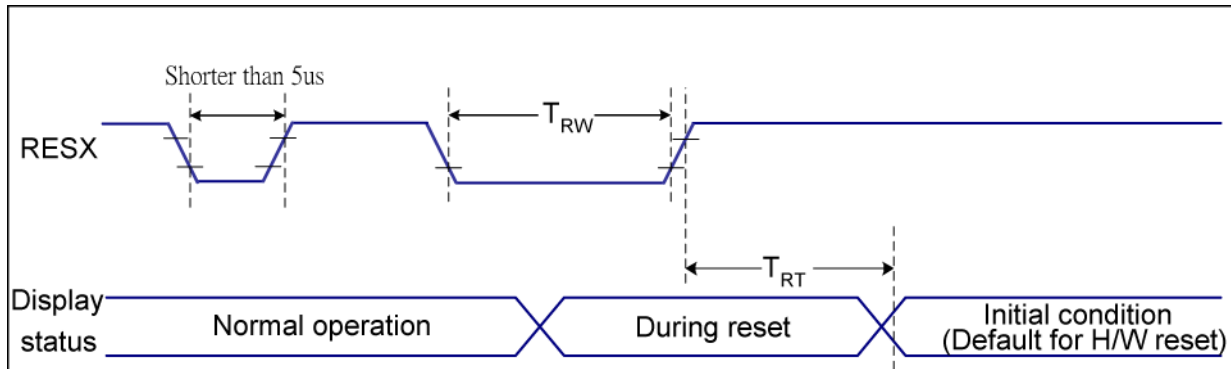 Shorter than 5us
RESX
TRW
TRT
Display
status
Normal operation
During reset
Initial condition
(Default for H/W reset)